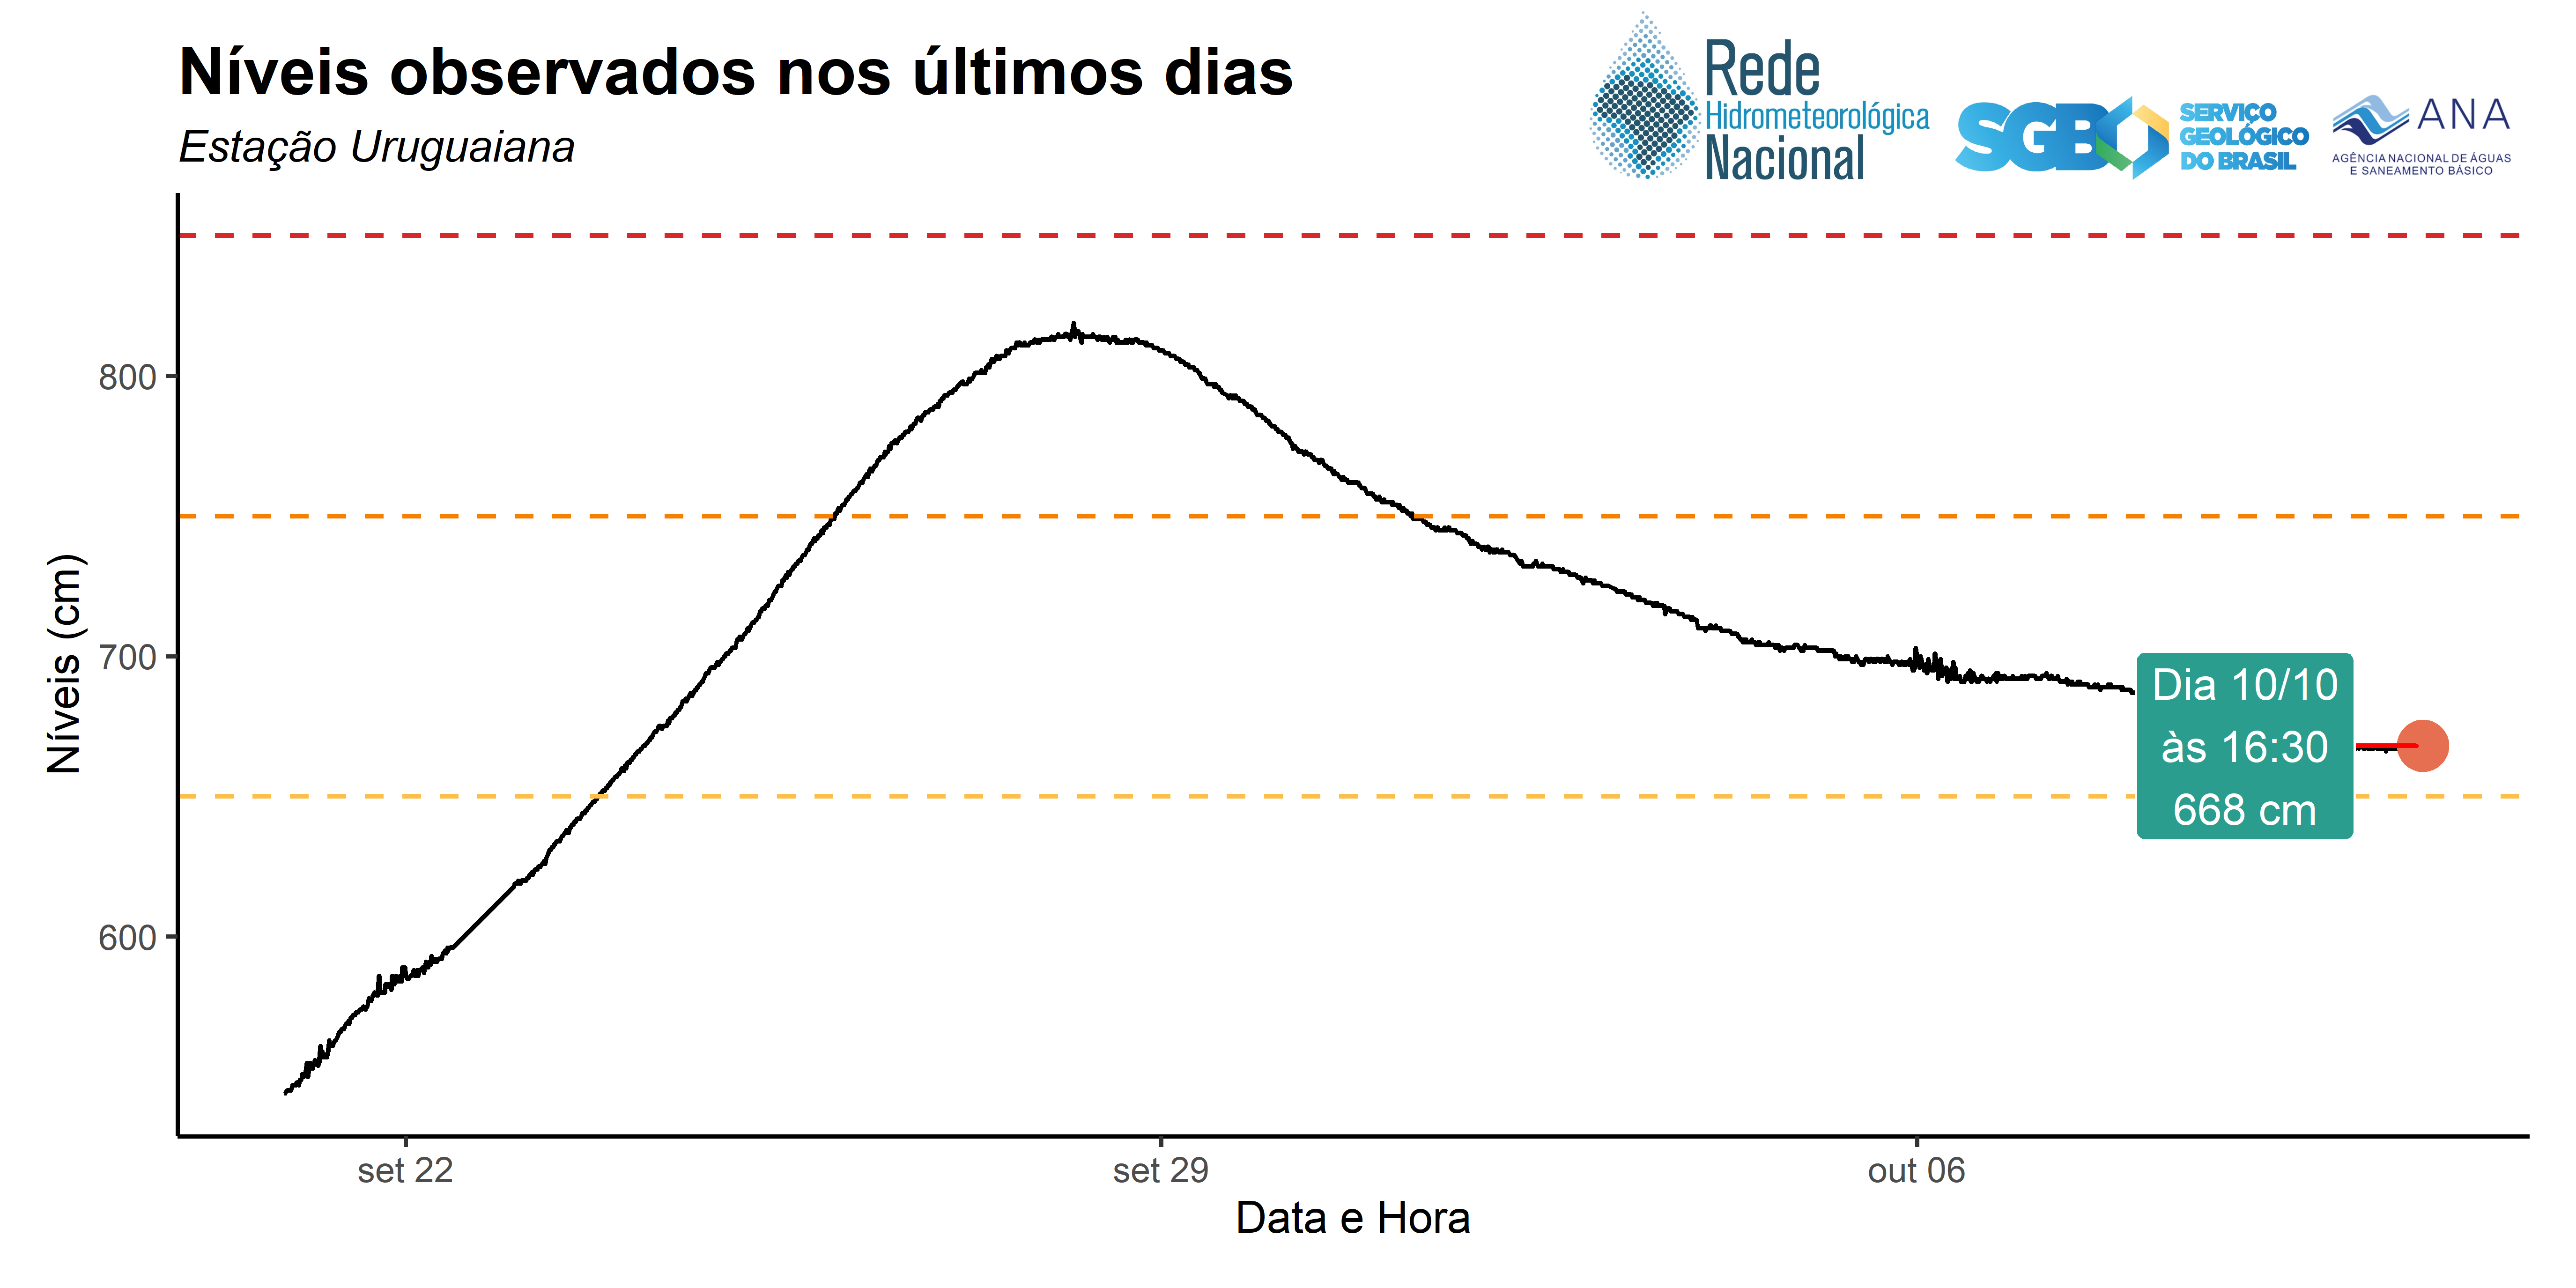 Níveis observados nos últimos dias
Estação Uruguaiana
Rede
Hidrometeorológica
Nacional
SGB
SERVIÇO
GEOLÓGICO
DO BRASIL
ANA
AGÊNCIA NACIONAL DE ÁGUAS
E SANEAMENTO BÁSICO
Níveis (cm)
800
700
600
Dia 10/10
às 16:30
668 cm
set 22
set 29
out 06
Data e Hora